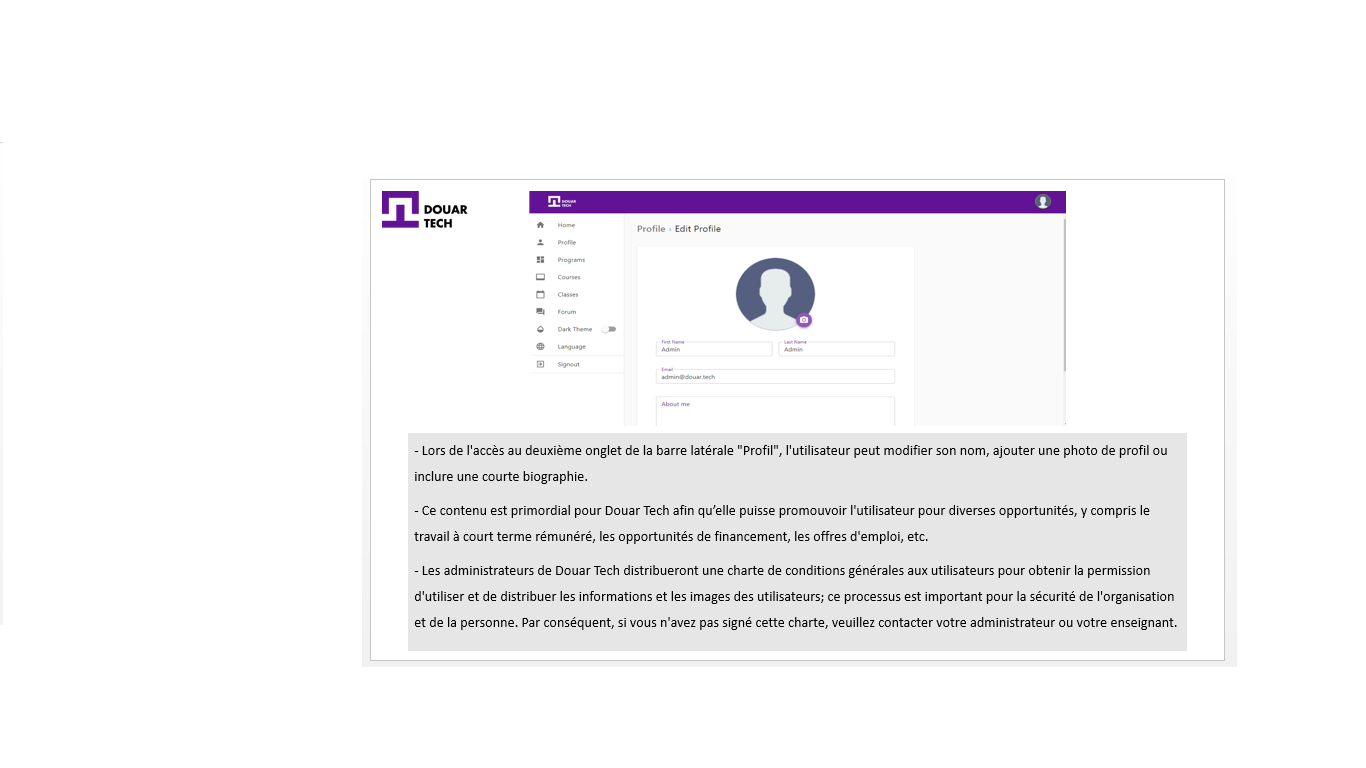 DOUAR
TECH
DOUAR
TECH
Home
Profile
Programs
Courses
Classes
Forum
Dark Theme
Language
Signout
Profile › Edit Profile
First Name
Admin
Last Name
Admin
Email
admin@douar.tech
About me
- Lors de l'accès au deuxième onglet de la barre latérale "Profil", l'utilisateur peut modifier son nom, ajouter une photo de profil ou
inclure une courte biographie.
- Ce contenu est primordial pour Douar Tech afin qu’elle puisse promouvoir l'utilisateur pour diverses opportunités, y compris le
travail à court terme rémunéré, les opportunités de financement, les offres d'emploi, etc.
- Les administrateurs de Douar Tech distribueront une charte de conditions générales aux utilisateurs pour obtenir la permission
d'utiliser et de distribuer les informations et les images des utilisateurs; ce processus est important pour la sécurité de l'organisation
et de la personne. Par conséquent, si vous n'avez pas signé cette charte, veuillez contacter votre administrateur ou votre enseignant.